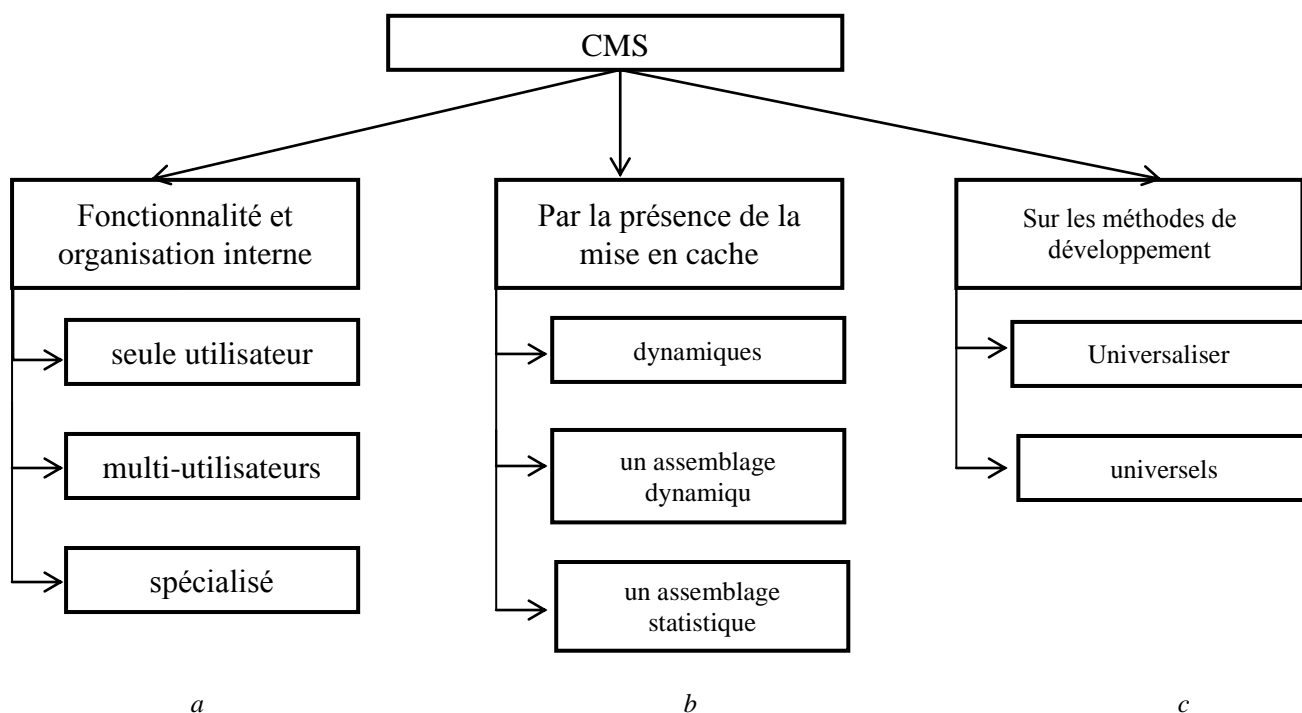 CMS
Fonctionnalité et
organisation interne
seule utilisateur
multi-utilisateurs
spécialisé
Par la présence de la
mise en cache
dynamiques
un assemblage
dynamiqu
un assemblage
statistique
Sur les méthodes de
développement
Universaliser
universels
a
b
c